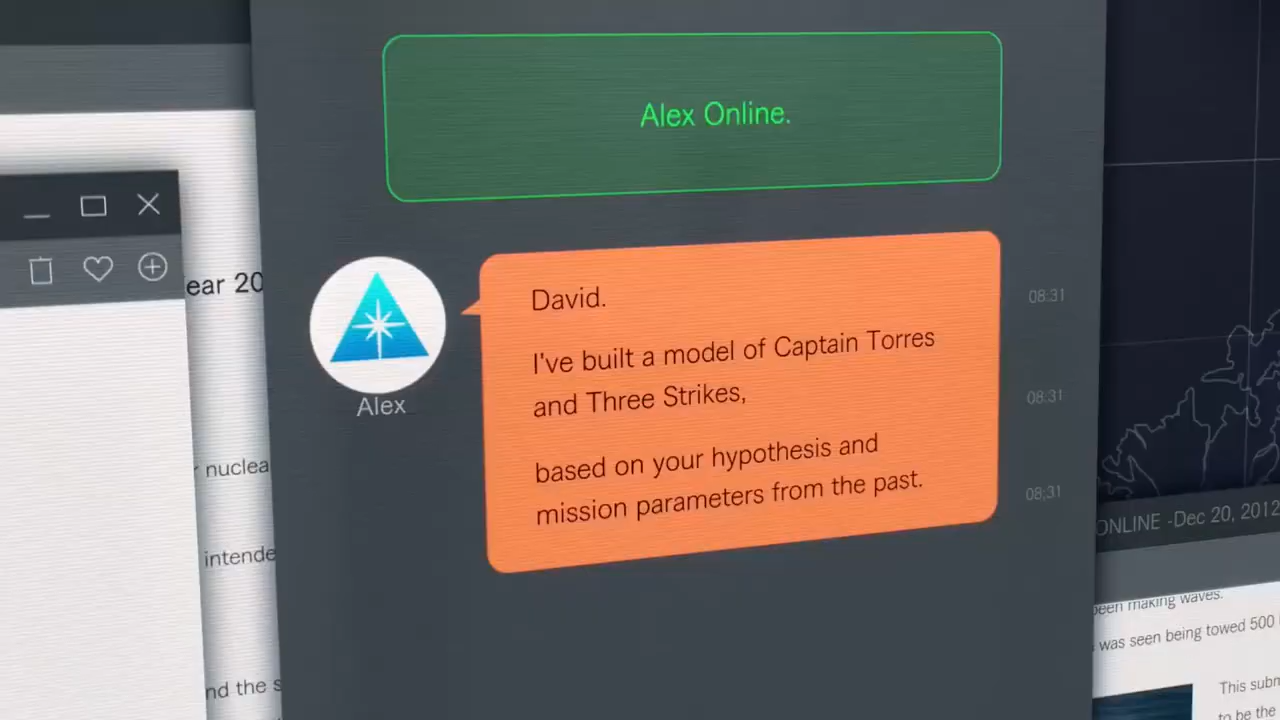 Alex Online.
David.
08:31
I've built a model of Captain Torres
and Three Strikes,
08:31
based on your hypothesis and
mission parameters from the past.
08:31
Alex
ear 20
nuclea
intende
nd the s
ONLINE -Dec 20, 2012
been making waves.
was seen being towed 500
This subm
to be the